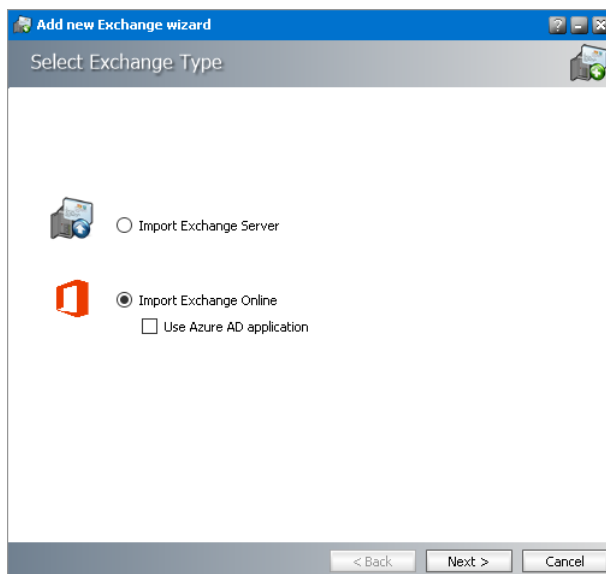 Add new Exchange wizard
Select Exchange Type
Import Exchange Server
Import Exchange Online
Use Azure AD application
< Back Next > Cancel